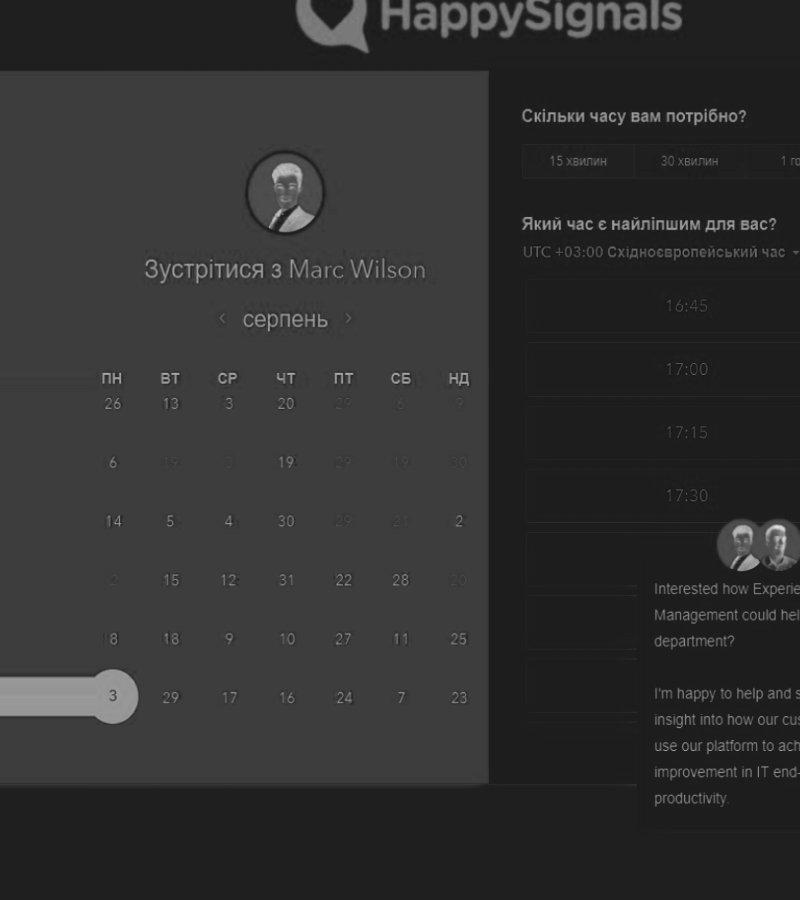 HappySignals
Зустрітися з Marc Wilson
‹ серпень ›
ПН ВТ СР ЧТ ПТ СБ НД
26 13 3 20 29 6 9
6 19 3 19 29 19 30
14 5 4 30 29 21 2
2 15 12 31 22 28 20
8 18 9 10 27 11 25
3 29 17 16 24 7 23
Скільки часу вам потрібно?
15 хвилин 30 хвилин 1 го
Який час є найліпшим для вас?
UTC +03:00 Східноєвропейський час
16:45
17:00
17:15
17:30
Interested how Experie
Management could hel
department?
I'm happy to help and s
insight into how our cus
use our platform to ach
improvement in IT end-
productivity.